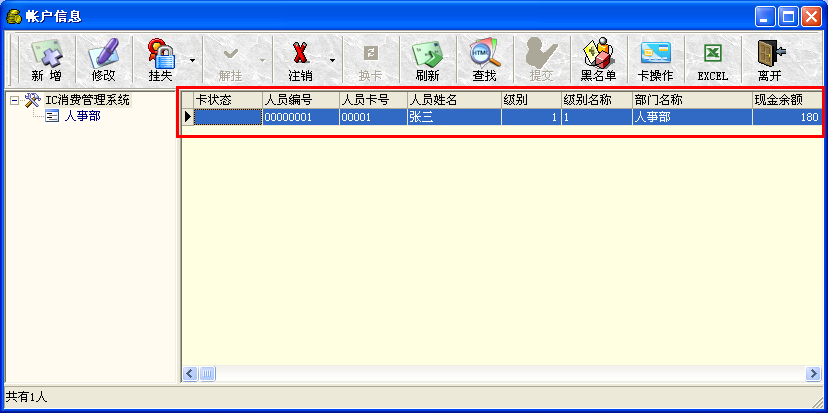 帐户信息
新 增 修改 挂失 解挂 注销 换卡 刷新 查找 提交 黑名单 卡操作 EXCEL 离开
IC消费管理系统
人事部
卡状态 人员编号 人员卡号 人员姓名 级别 级别名称 部门名称 现金余额
00000001 00001 张三 1 1 人事部 180
共有1人